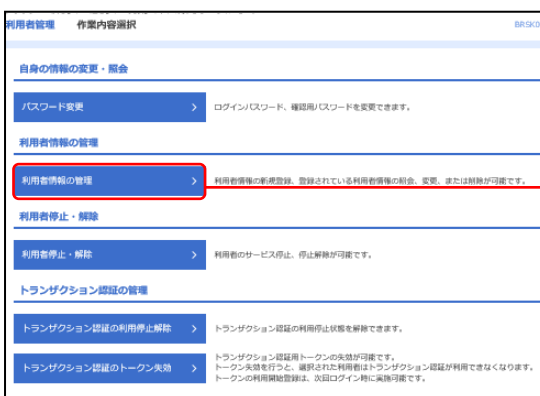 利用者管理 作業内容選択 BRSK0
自身の情報の変更・照会
パスワード変更 ログインパスワード、確認用パスワードを変更できます。
利用者情報の管理
利用者情報の管理 利用者情報の新規登録、登録されている利用者情報の照会、変更、または削除が可能です。
利用者停止・解除
利用者停止・解除 利用者のサービス停止、停止解除が可能です。
トランザクション認証の管理
トランザクション認証の利用停止解除 トランザクション認証の利用停止状態を解除できます。
トランザクション認証のトークン失効 トランザクション認証用トークンの失効が可能です。
トークン失効を行うと、選択された利用者はトランザクション認証が利用できなくなります。
トークンの利用開始登録は、次回ログイン時に実施可能です。